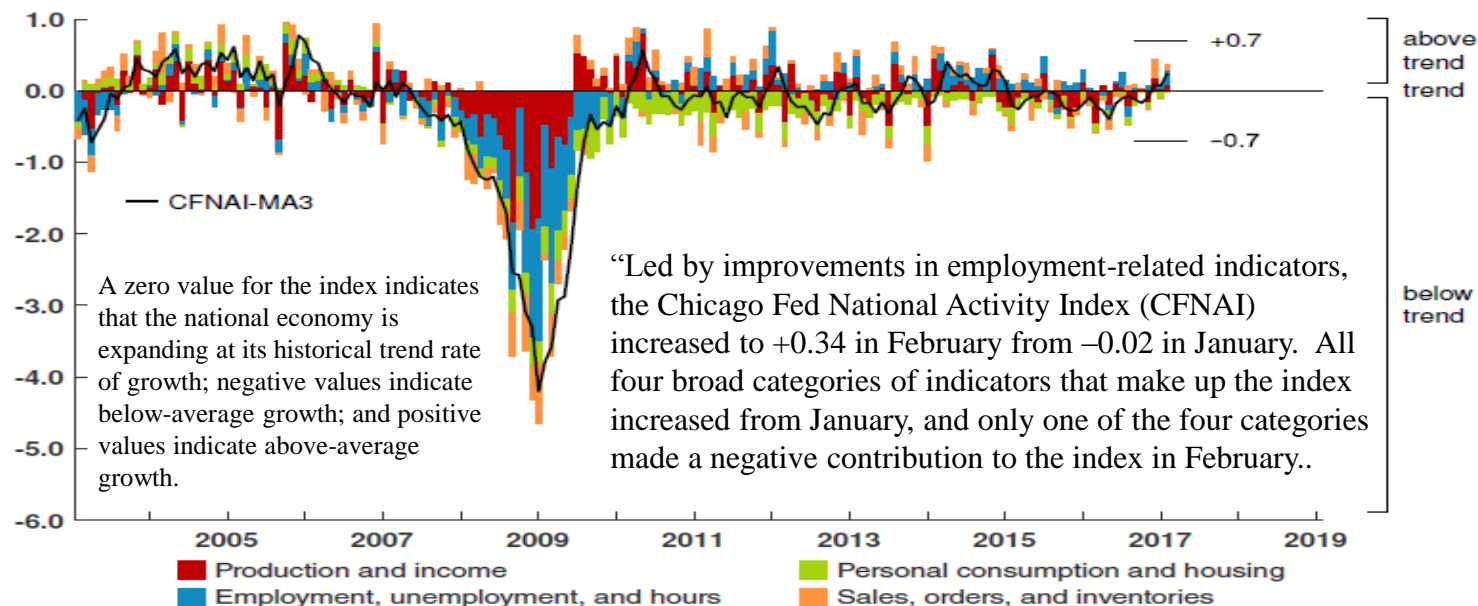 1.0
0.0
-1.0
-2.0
-3.0
-4.0
-5.0
-6.0
+0.7
−0.7
above
trend
trend
below
trend
CFNAI-MA3
A zero value for the index indicates
that the national economy is
expanding at its historical trend rate
of growth; negative values indicate
below-average growth; and positive
values indicate above-average
growth.
“Led by improvements in employment-related indicators,
the Chicago Fed National Activity Index (CFNAI)
increased to +0.34 in February from –0.02 in January.  All
four broad categories of indicators that make up the index
increased from January, and only one of the four categories
made a negative contribution to the index in February..
2005 2007 2009 2011 2013 2015 2017 2019
Production and income
Personal consumption and housing
Employment, unemployment, and hours
Sales, orders, and inventories